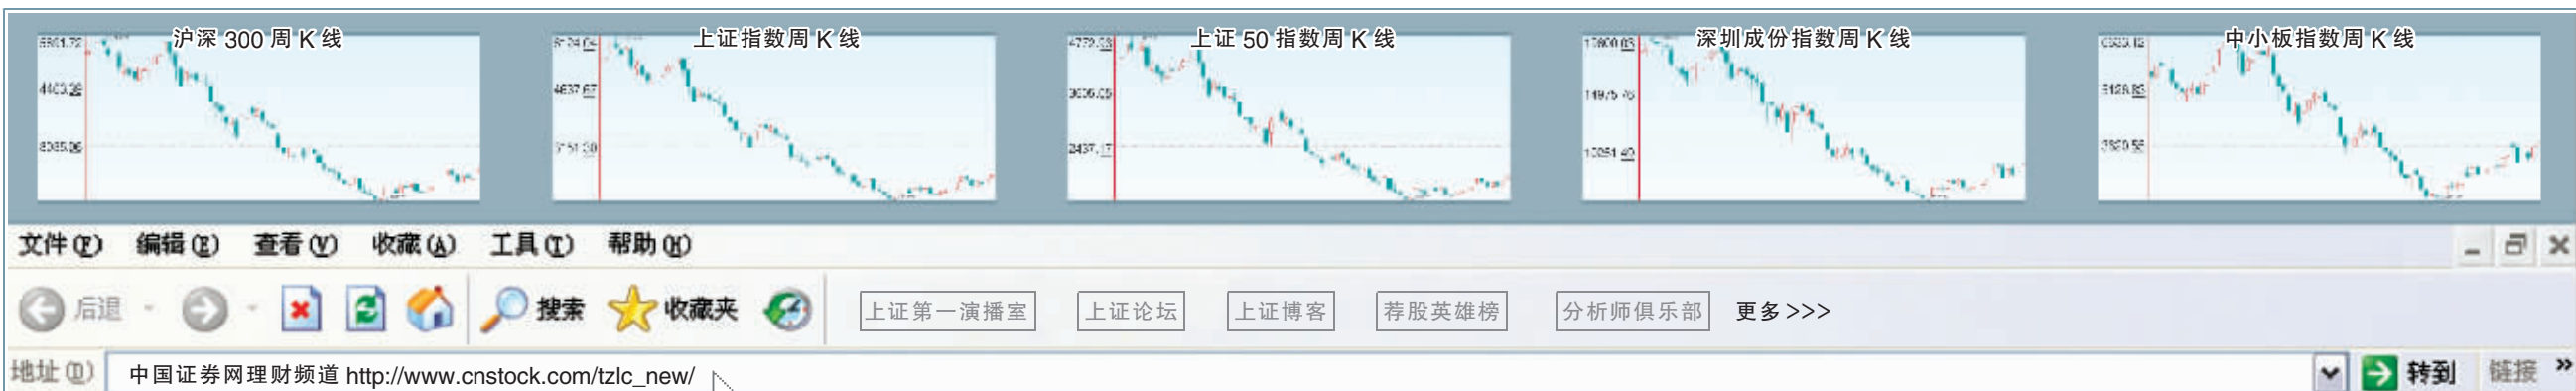 沪深 300 周 K 线
上证指数周 K 线
上证 50 指数周 K 线
深圳成份指数周 K 线
中小板指数周 K 线
4637.67
2437.17
文件(F) 编辑(E) 查看(V) 收藏(A) 工具(T) 帮助(H)
后退 搜索 收藏夹 上证第一演播室 上证论坛 上证博客 荐股英雄榜 分析师俱乐部 更多>>>
地址(D) 中国证券网理财频道 http://www.cnstock.com/tzlc_new/ 转到 链接 »